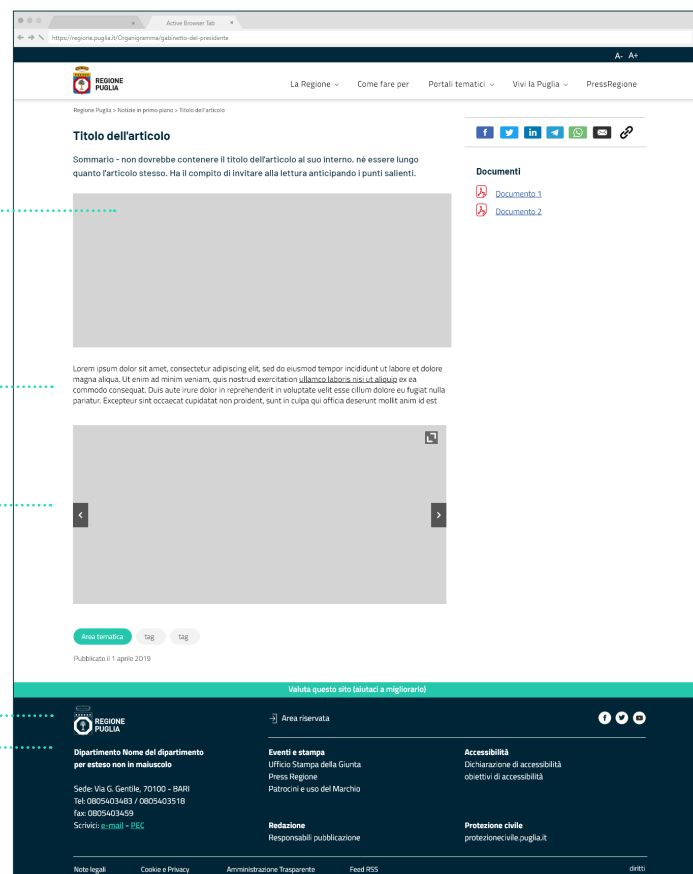 Active Browser Tab
https://regione.puglia.it/Organigramma/gabinetto-del-presidente
A- A+
REGIONE
PUGLIA
La Regione Come fare per Portali tematici Vivi la Puglia PressRegione
Regione Puglia > Notizie in primo piano > Titolo dell'articolo
Titolo dell'articolo
Sommario - non dovrebbe contenere il titolo dell'articolo al suo interno, né essere lungo
quanto l'articolo stesso. Ha il compito di invitare alla lettura anticipando i punti salienti.
Documenti
Documento 1
Documento 2
Lorem ipsum dolor sit amet, consectetur adipiscing elit, sed do eiusmod tempor incididunt ut labore et dolore
magna aliqua. Ut enim ad minim veniam, quis nostrud exercitation ullamco laboris nisi ut aliquip ex ea
commodo consequat. Duis aute irure dolor in reprehenderit in voluptate velit esse cillum dolore eu fugiat nulla
pariatur. Excepteur sint occaecat cupidatat non proident, sunt in culpa qui officia deserunt mollit anim id est
Area tematica tag tag
Pubblicato il 1 aprile 2019
Valuta questo sito (aiutaci a migliorarlo)
REGIONE
PUGLIA
Area riservata
Dipartimento Nome del dipartimento
per esteso non in maiuscolo
Sede: Via G. Gentile, 70100 - BARI
Tel: 0805403483 / 0805403518
fax: 0805403459
Scrivici: e-mail - PEC
Eventi e stampa
Ufficio Stampa della Giunta
Press Regione
Patrocini e uso del Marchio
Redazione
Responsabili pubblicazione
Accessibilità
Dichiarazione di accessibilità
obiettivi di accessibilità
Protezione civile
protezionecivile.puglia.it
Note legali Cookie e Privacy Amministrazione Trasparente Feed RSS diritti